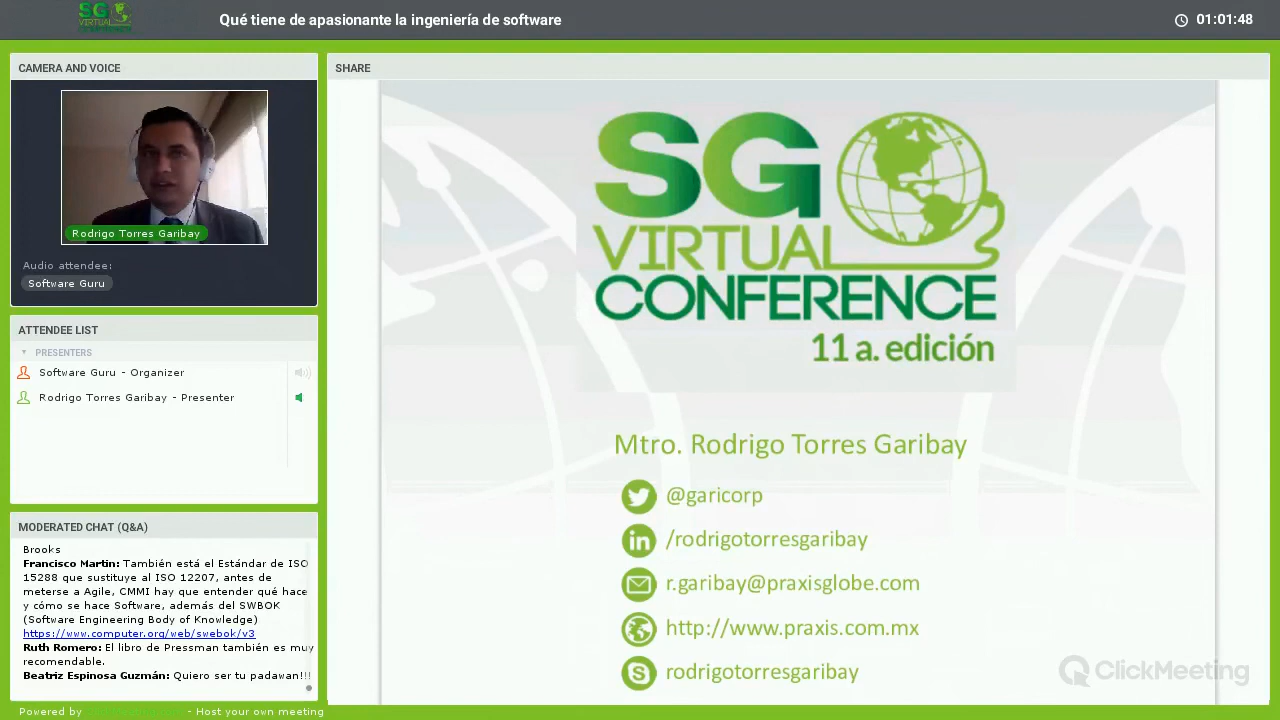 SG
VIRTUAL
CONFERENCE
Qué tiene de apasionante la ingeniería de software
01:01:48
CAMERA AND VOICE
Rodrigo Torres Garibay
Audio attendee:
Software Guru
ATTENDEE LIST
PRESENTERS
Software Guru - Organizer
Rodrigo Torres Garibay - Presenter
MODERATED CHAT (Q&A)
Brooks
Francisco Martin: También está el Estándar de ISO
15288 que sustituye al ISO 12207, antes de
meterse a Agile, CMMI hay que entender qué hace
y cómo se hace Software, además del SWBOK
(Software Engineering Body of Knowledge)
https://www.computer.org/web/swebok/v3
Ruth Romero: El libro de Pressman también es muy
recomendable.
Beatriz Espinosa Guzmán: Quiero ser tu padawan!!!
Powered by - Host your own meeting
SHARE
SG
VIRTUAL
CONFERENCE
11 a. edición
Mtro. Rodrigo Torres Garibay
@garicorp
/rodrigotorresgaribay
r.garibay@praxisglobe.com
http://www.praxis.com.mx
rodrigotorresgaribay
ClickMeeting